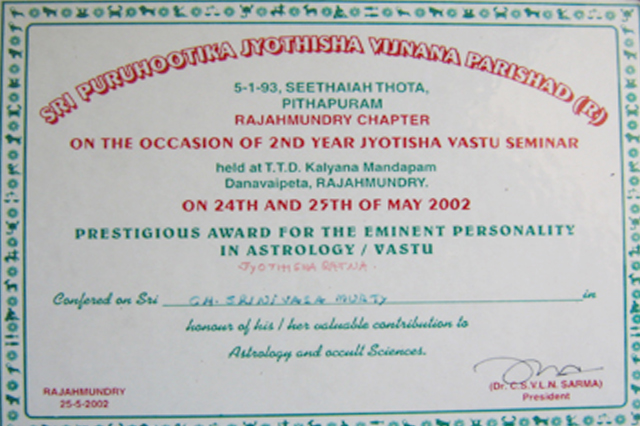 SRI PURUHOOTIKA JYOTHISHA VIJNANA PARISHAD (R)
5-1-93, SEETHAIAH THOTA,
PITHAPURAM
RAJAHMUNDRY CHAPTER
ON THE OCCASION OF 2ND YEAR JYOTISHA VASTU SEMINAR
held at T.T.D. Kalyana Mandapam
Danavaipeta, RAJAHMUNDRY.
ON 24TH AND 25TH OF MAY 2002
PRESTIGIOUS AWARD FOR THE EMINENT PERSONALITY
IN ASTROLOGY / VASTU
JYOTHISHA RATNA.
Confered on Sri CH. SRINIVASA MURTY in
honour of his / her valuable contribution to
Astrology and occult Sciences.
RAJAHMUNDRY
25-5-2002
(Dr. C.S.V.L.N. SARMA)
President